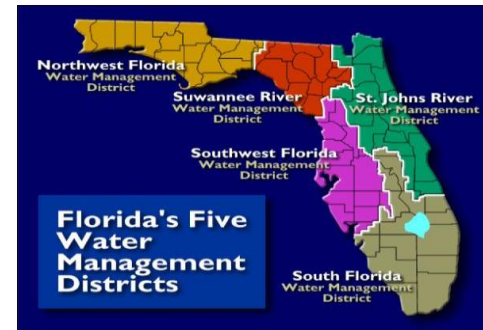 Northwest Florida
Water Management
District
Suwannee River
Water Management
District
St. Johns River
Water Management
District
Southwest Florida
Water Management
District
Florida's Five
Water
Management
Districts
South Florida
Water Management
District